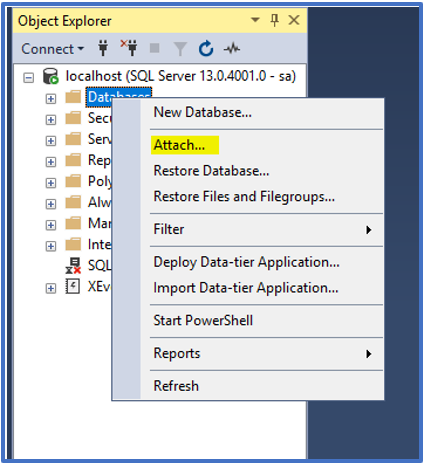 Object Explorer
Connect
localhost (SQL Server 13.0.4001.0 - sa)
Databases
New Database...
Attach...
Restore Database...
Restore Files and Filegroups...
Filter
Deploy Data-tier Application...
Import Data-tier Application...
Start PowerShell
Reports
Refresh
Secu
Serv
Rep
Poly
Alw
Mar
Inte
SQL
XEv